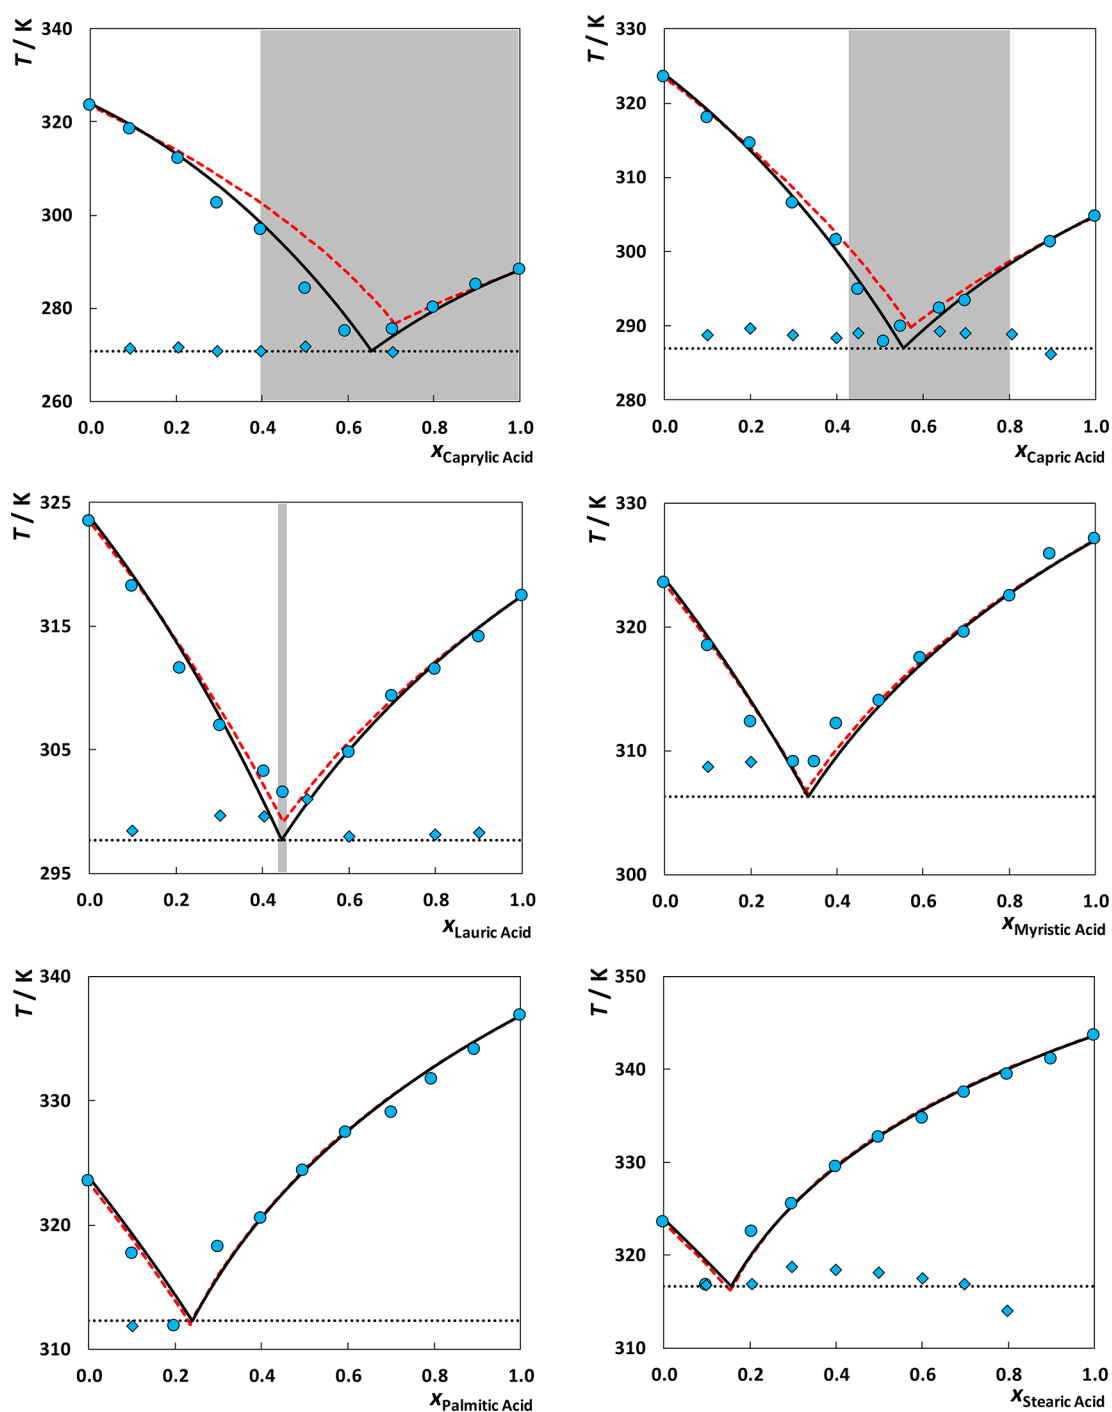 T / K
340
320
300
280
260
0.0 0.2 0.4 0.6 0.8 1.0
xCaprylic Acid
T / K
330
320
310
300
290
280
0.0 0.2 0.4 0.6 0.8 1.0
xCapric Acid
T / K
325
315
305
295
0.0 0.2 0.4 0.6 0.8 1.0
xLauric Acid
T / K
330
320
310
300
0.0 0.2 0.4 0.6 0.8 1.0
xMyristic Acid
T / K
340
330
320
310
0.0 0.2 0.4 0.6 0.8 1.0
xPalmitic Acid
T / K
350
340
330
320
310
0.0 0.2 0.4 0.6 0.8 1.0
xStearic Acid